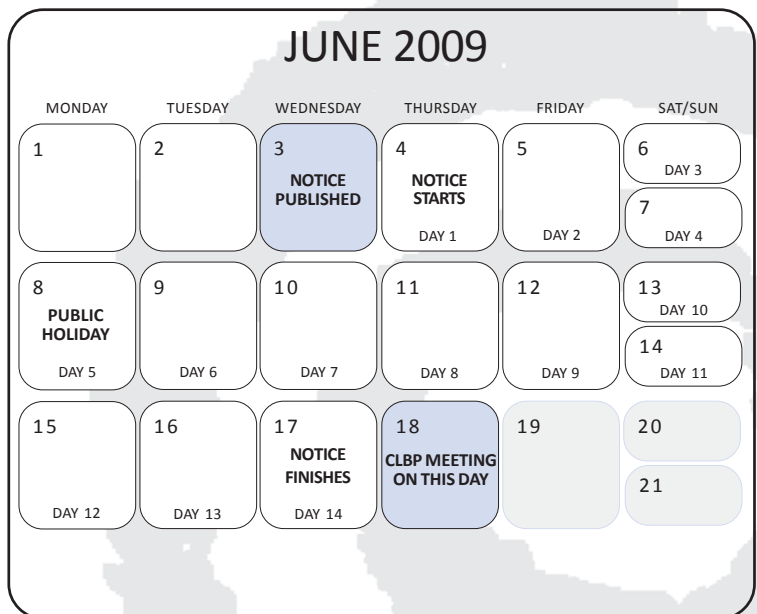 JUNE 2009
MONDAY TUESDAY WEDNESDAY THURSDAY FRIDAY SAT/SUN
1
2
3
NOTICE
PUBLISHED
4
NOTICE
STARTS
DAY 1
5
DAY 2
6
DAY 3
7
DAY 4
8
PUBLIC
HOLIDAY
DAY 5
9
DAY 6
10
DAY 7
11
DAY 8
12
DAY 9
13
DAY 10
14
DAY 11
15
DAY 12
16
DAY 13
17
NOTICE
FINISHES
DAY 14
18
CLBP MEETING
ON THIS DAY
19
20
21